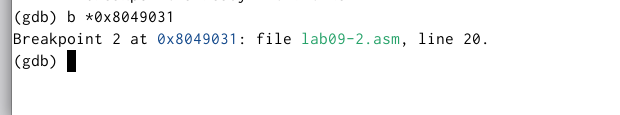 (gdb) b *0x8049031
Breakpoint 2 at 0x8049031: file lab09-2.asm, line 20.
(gdb)